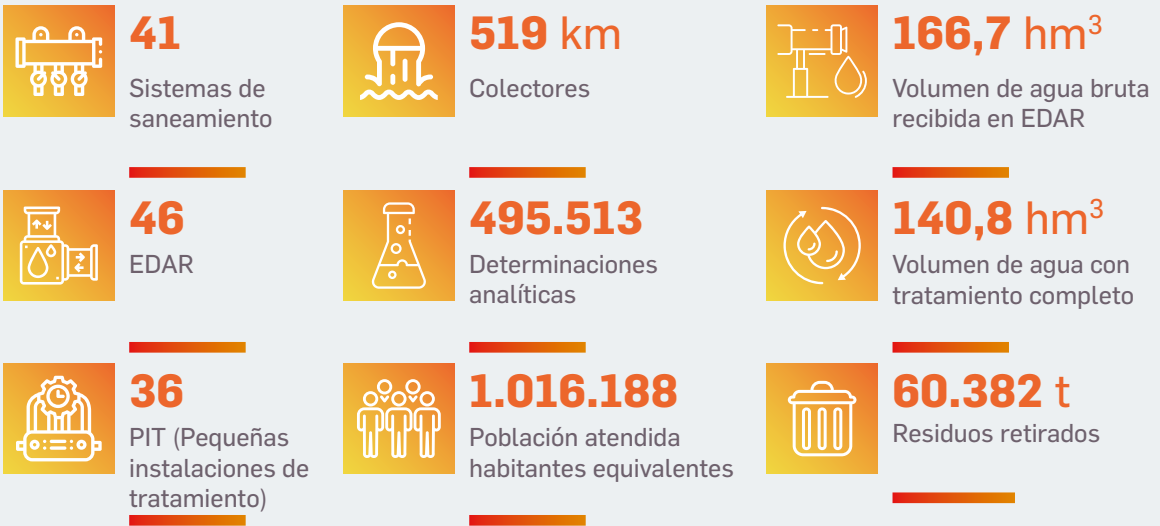 41
Sistemas de
saneamiento
519 km
Colectores
166,7 hm³
Volumen de agua bruta
recibida en EDAR
46
EDAR
495.513
Determinaciones
analíticas
140,8 hm³
Volumen de agua con
tratamiento completo
36
PIT (Pequeñas
instalaciones de
tratamiento)
1.016.188
Población atendida
habitantes equivalentes
60.382 t
Residuos retirados